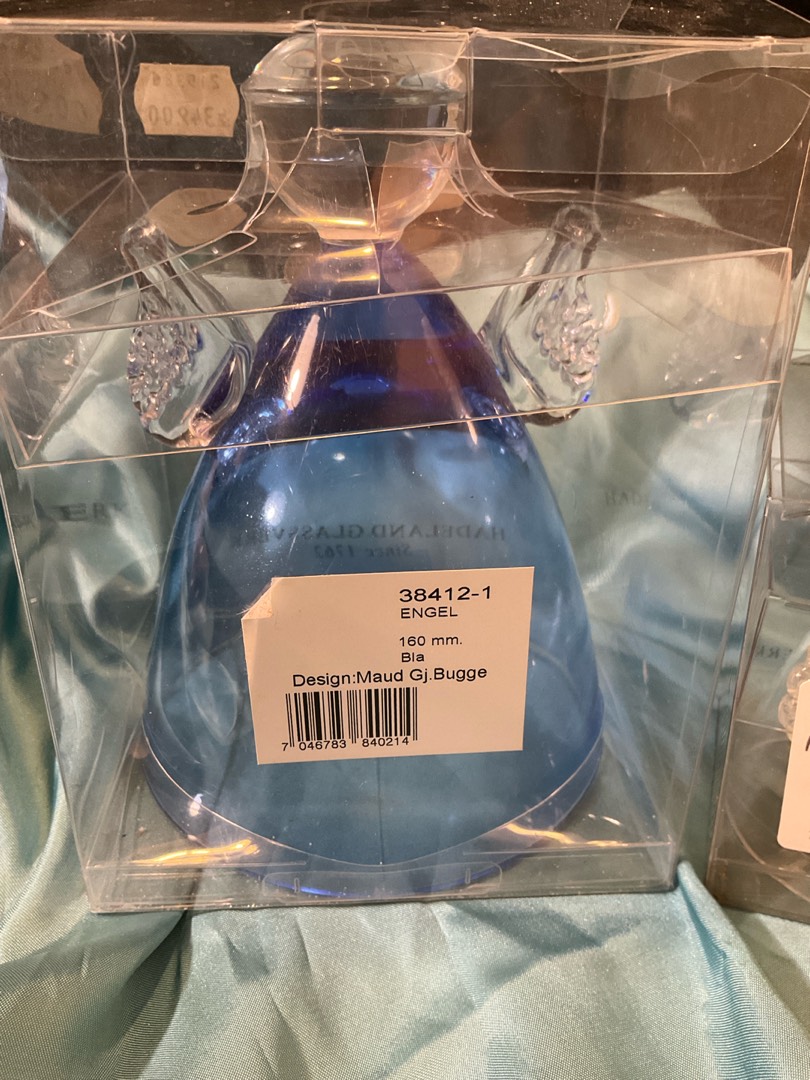 HADELAND GLASSVERK
Since 1762
38412-1
ENGEL
160 mm.
Bla
Design:Maud Gj.Bugge
7 046783 840214